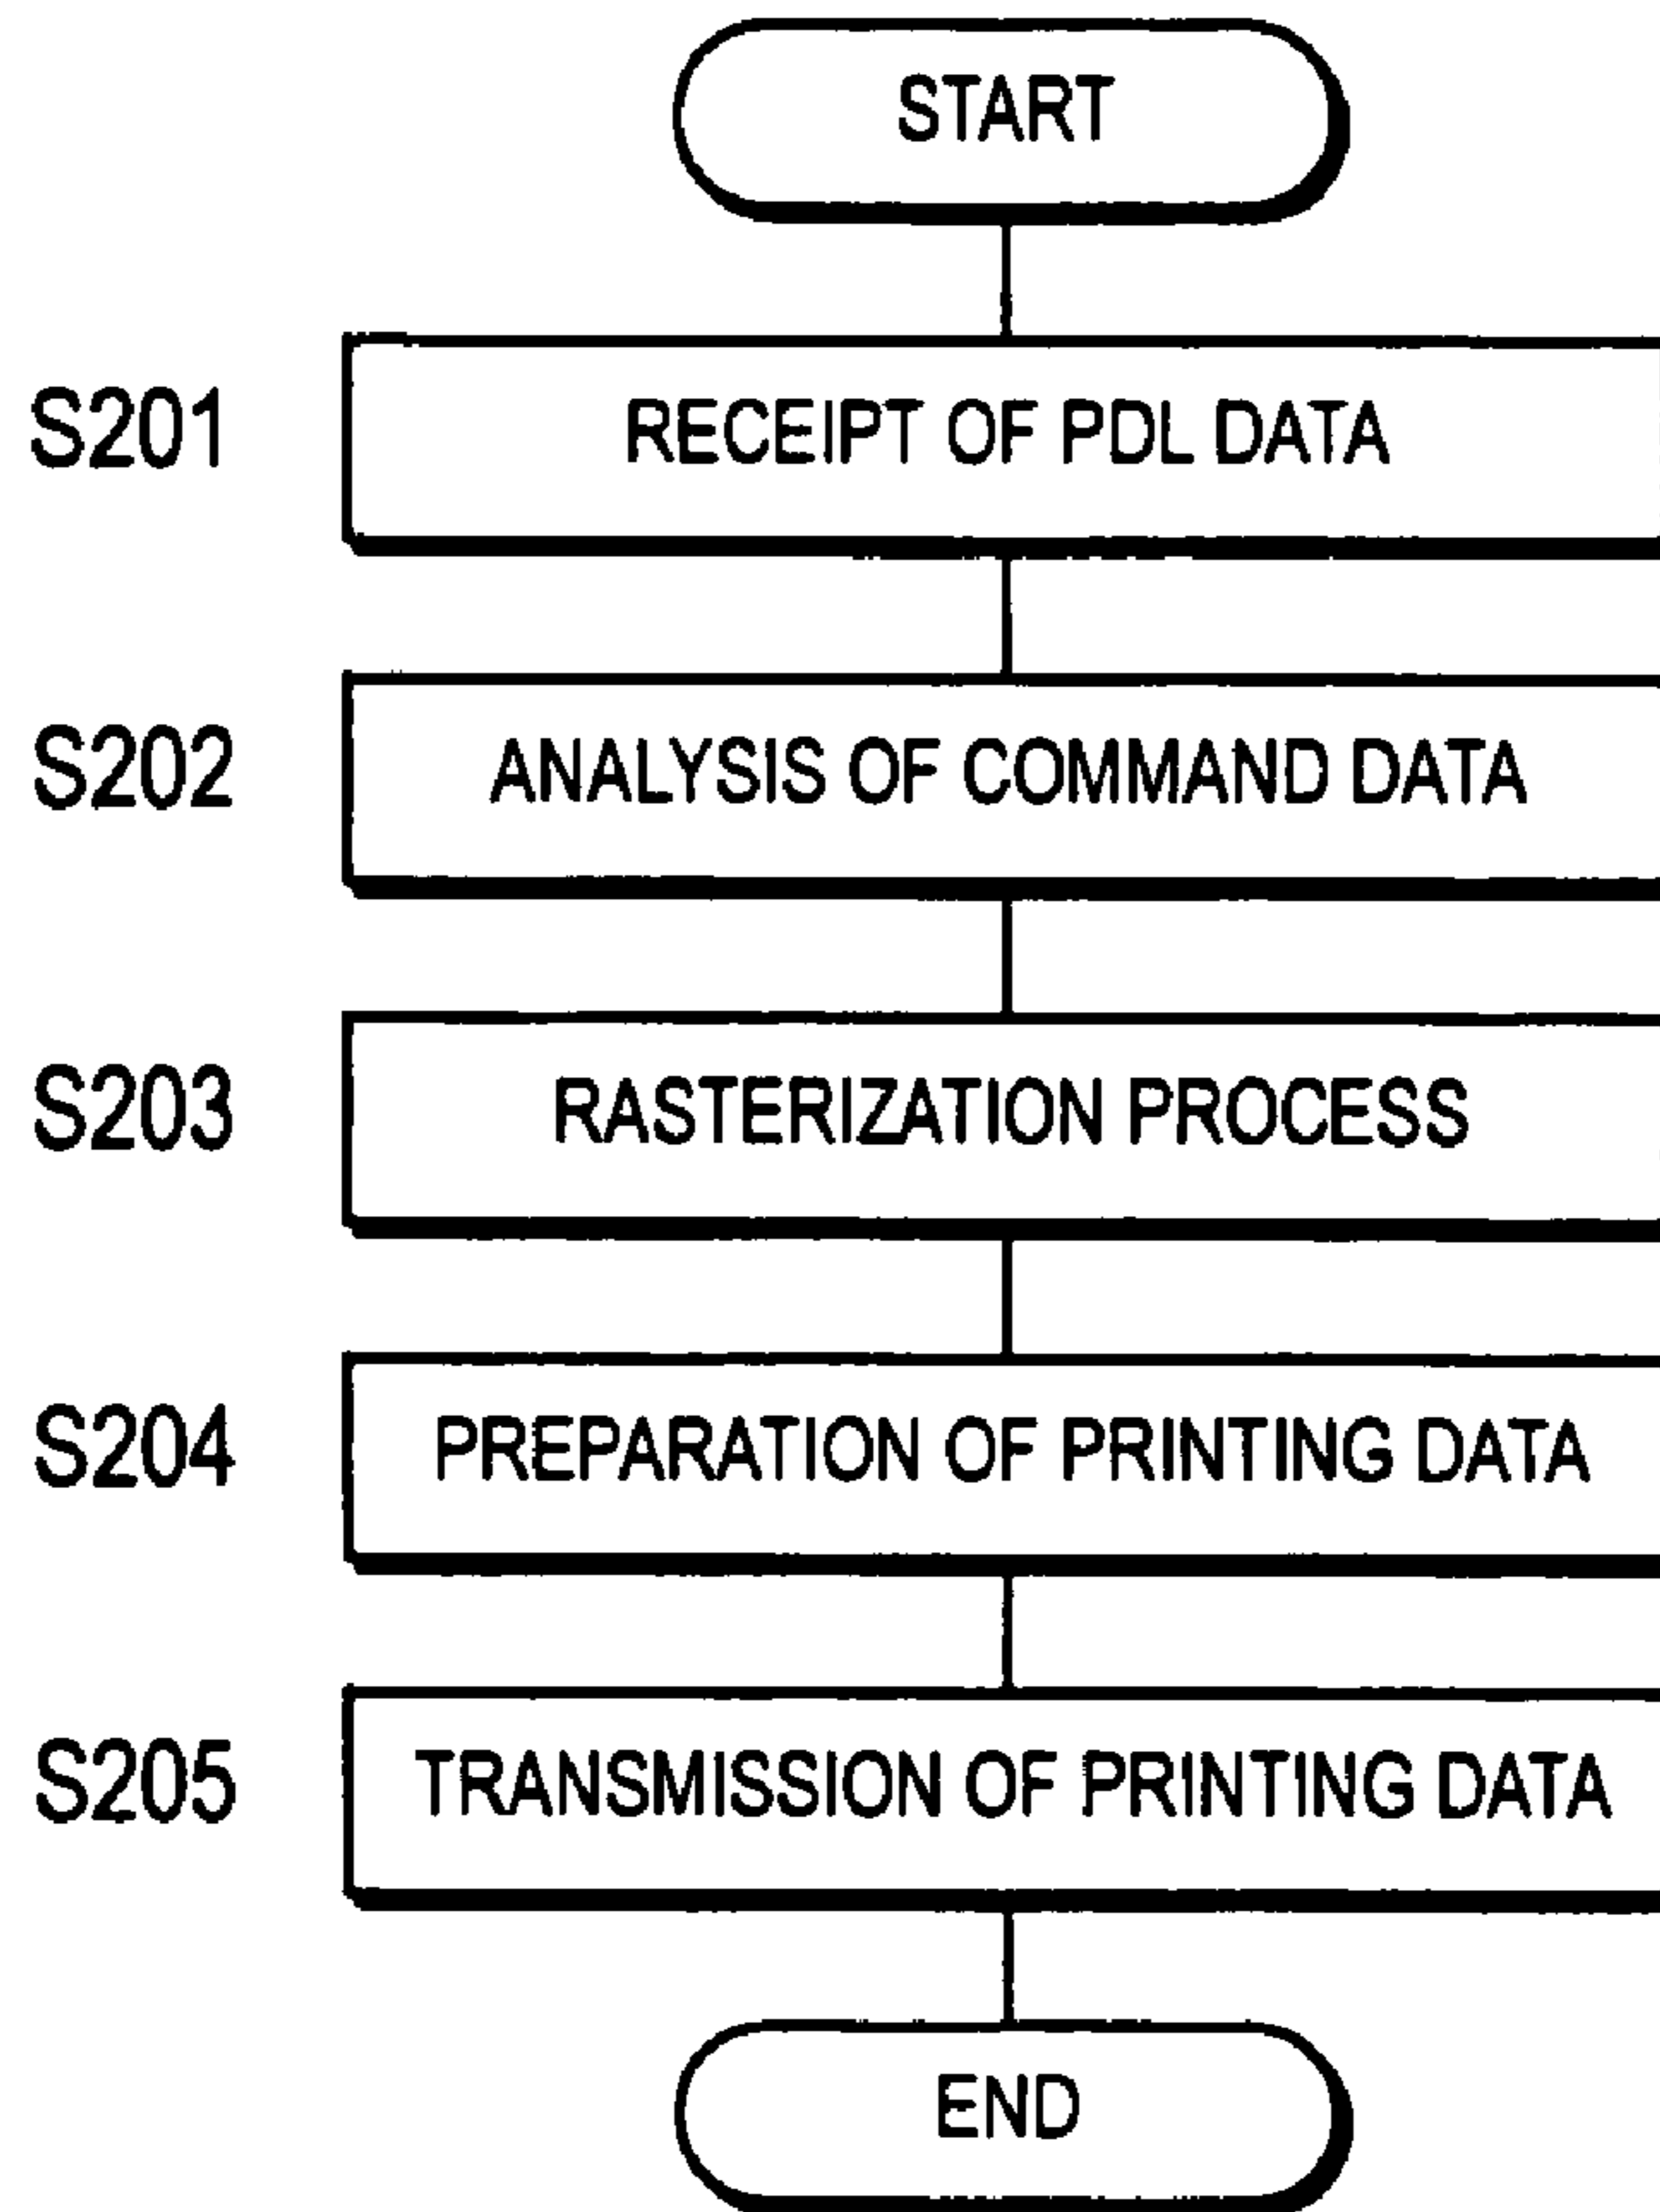 START
S201 RECEIPT OF PDL DATA
S202 ANALYSIS OF COMMAND DATA
S203 RASTERIZATION PROCESS
S204 PREPARATION OF PRINTING DATA
S205 TRANSMISSION OF PRINTING DATA
END